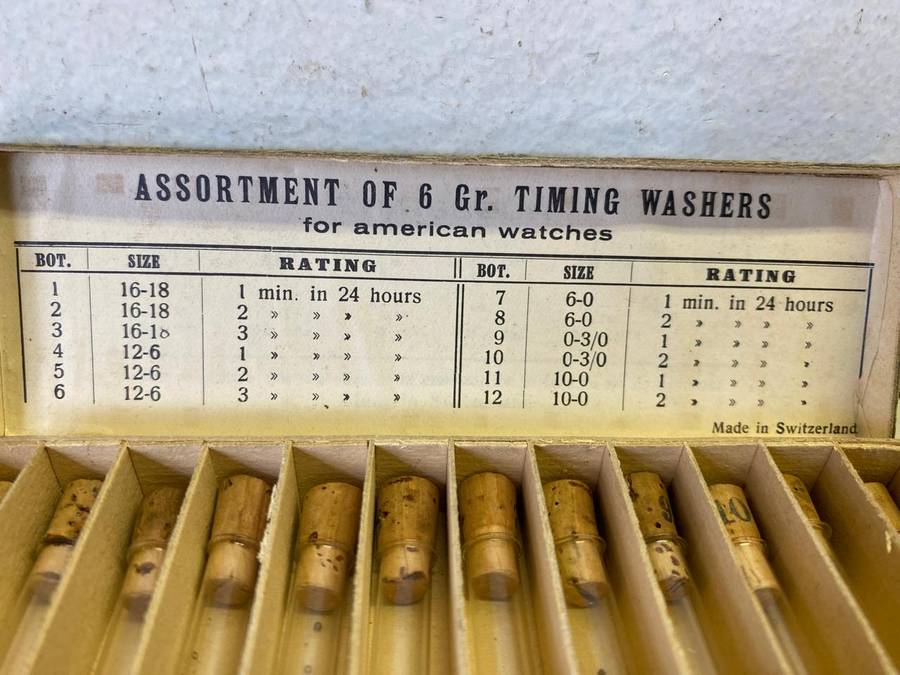 ASSORTMENT OF 6 Gr. TIMING WASHERS
for american watches
BOT. SIZE RATING BOT. SIZE RATING
1 16-18 1 min. in 24 hours 7 6-0 1 min. in 24 hours
2 16-18 2 » » » » 8 6-0 2 » » » »
3 16-18 3 » » » » 9 0-3/0 1 » » » »
4 12-6 1 » » » » 10 0-3/0 2 » » » »
5 12-6 2 » » » » 11 10-0 1 » » » »
6 12-6 3 » » » » 12 10-0 2 » » » »
Made in Switzerland
9 10